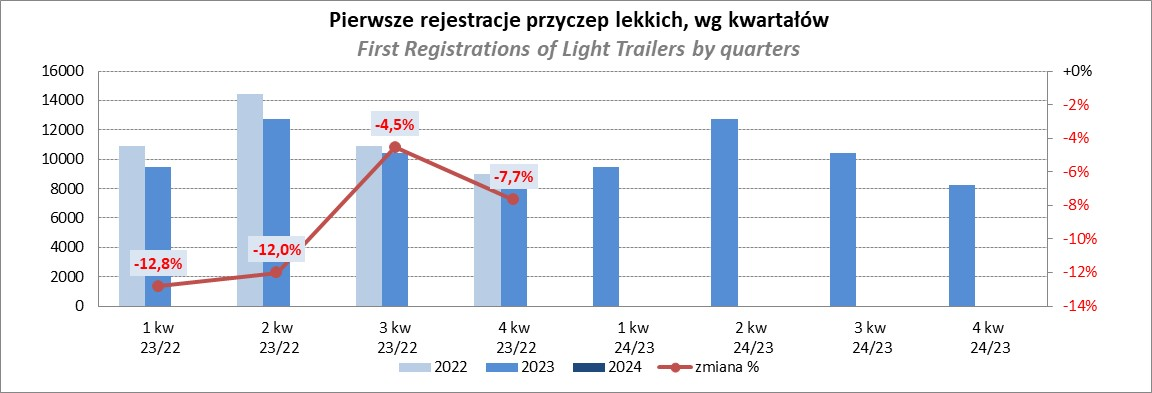 Pierwsze rejestracje przyczep lekkich, wg kwartałów
First Registrations of Light Trailers by quarters
16000
14000
12000
10000
8000
6000
4000
2000
0
+0%
-2%
-4%
-6%
-8%
-10%
-12%
-14%
-12,8%
-12,0%
-4,5%
-7,7%
1 kw
23/22
2 kw
23/22
3 kw
23/22
4 kw
23/22
1 kw
24/23
2 kw
24/23
3 kw
24/23
4 kw
24/23
2022
2023
2024
zmiana %